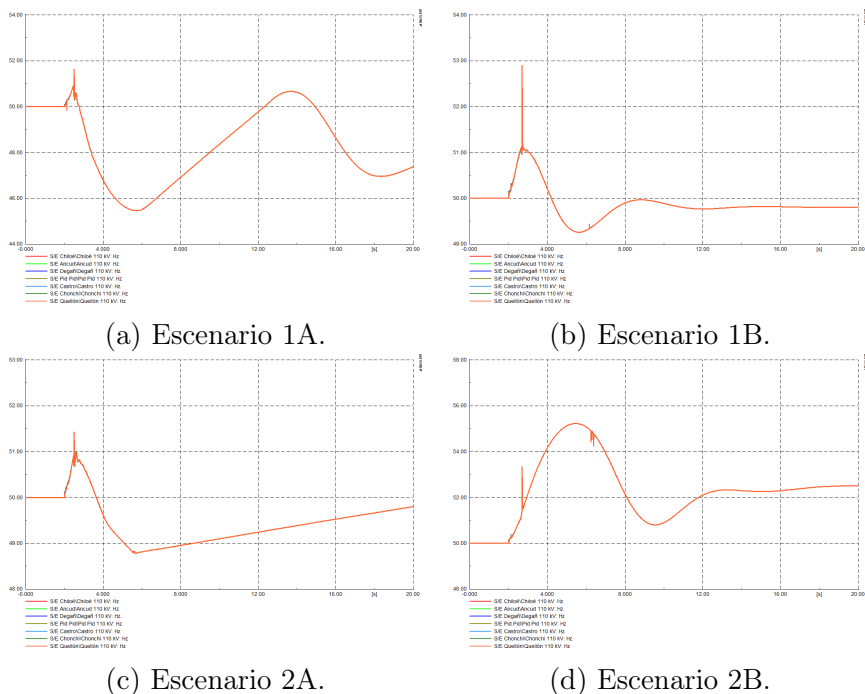 54.00
52.00
50.00
48.00
46.00
44.00
-0.000 4.000 8.000 12.000 16.000 [s] 20.00
S/E Chiloé\Chiloé 110 kV: Hz
S/E Ancud\Ancud 110 kV: Hz
S/E Degañ\Degañ 110 kV: Hz
S/E Pid Pid\Pid Pid 110 kV: Hz
S/E Castro\Castro 110 kV: Hz
S/E Chonchi\Chonchi 110 kV: Hz
S/E Quellón\Quellón 110 kV: Hz
(a) Escenario 1A.
54.00
53.00
52.00
51.00
50.00
49.00
-0.000 4.000 8.000 12.000 16.000 [s] 20.00
S/E Chiloé\Chiloé 110 kV: Hz
S/E Ancud\Ancud 110 kV: Hz
S/E Degañ\Degañ 110 kV: Hz
S/E Pid Pid\Pid Pid 110 kV: Hz
S/E Castro\Castro 110 kV: Hz
S/E Chonchi\Chonchi 110 kV: Hz
S/E Quellón\Quellón 110 kV: Hz
(b) Escenario 1B.
53.00
52.00
51.00
50.00
49.00
48.00
-0.000 4.000 8.000 12.000 16.000 [s] 20.00
S/E Chiloé\Chiloé 110 kV: Hz
S/E Ancud\Ancud 110 kV: Hz
S/E Degañ\Degañ 110 kV: Hz
S/E Pid Pid\Pid Pid 110 kV: Hz
S/E Castro\Castro 110 kV: Hz
S/E Chonchi\Chonchi 110 kV: Hz
S/E Quellón\Quellón 110 kV: Hz
(c) Escenario 2A.
58.00
56.00
54.00
52.00
50.00
48.00
-0.000 4.000 8.000 12.000 16.000 [s] 20.00
S/E Chiloé\Chiloé 110 kV: Hz
S/E Ancud\Ancud 110 kV: Hz
S/E Degañ\Degañ 110 kV: Hz
S/E Pid Pid\Pid Pid 110 kV: Hz
S/E Castro\Castro 110 kV: Hz
S/E Chonchi\Chonchi 110 kV: Hz
S/E Quellón\Quellón 110 kV: Hz
(d) Escenario 2B.